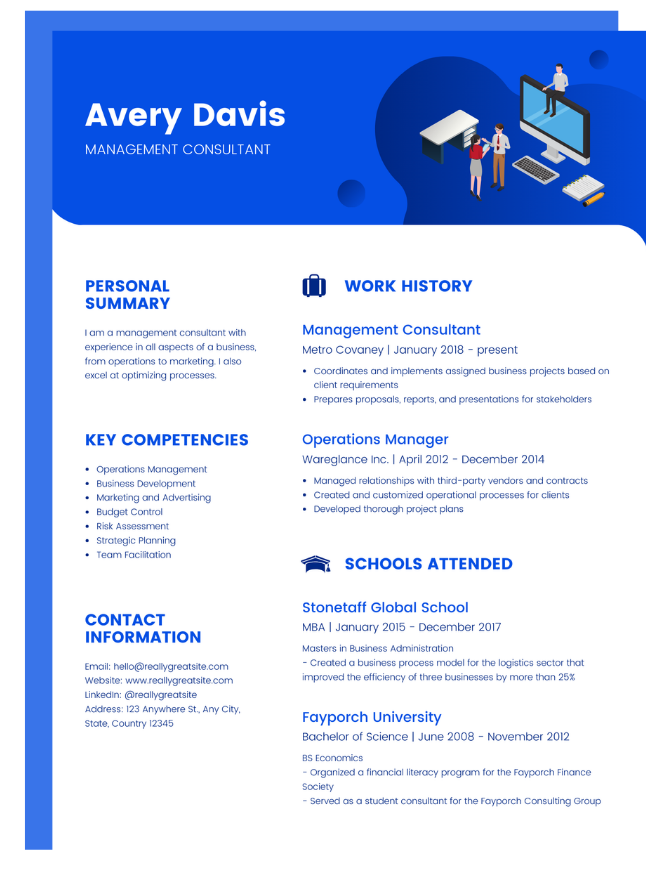 Avery Davis
MANAGEMENT CONSULTANT
PERSONAL
SUMMARY
I am a management consultant with
experience in all aspects of a business,
from operations to marketing. I also
excel at optimizing processes.
KEY COMPETENCIES
• Operations Management
• Business Development
• Marketing and Advertising
• Budget Control
• Risk Assessment
• Strategic Planning
• Team Facilitation
CONTACT
INFORMATION
Email: hello@reallygreatsite.com
Website: www.reallygreatsite.com
LinkedIn: @reallygreatsite
Address: 123 Anywhere St., Any City,
State, Country 12345
WORK HISTORY
Management Consultant
Metro Covaney | January 2018 - present
• Coordinates and implements assigned business projects based on
client requirements
• Prepares proposals, reports, and presentations for stakeholders
Operations Manager
Wareglance Inc. | April 2012 - December 2014
• Managed relationships with third-party vendors and contracts
• Created and customized operational processes for clients
• Developed thorough project plans
SCHOOLS ATTENDED
Stonetaff Global School
MBA | January 2015 - December 2017
Masters in Business Administration
- Created a business process model for the logistics sector that
improved the efficiency of three businesses by more than 25%
Fayporch University
Bachelor of Science | June 2008 - November 2012
BS Economics
- Organized a financial literacy program for the Fayporch Finance
Society
- Served as a student consultant for the Fayporch Consulting Group